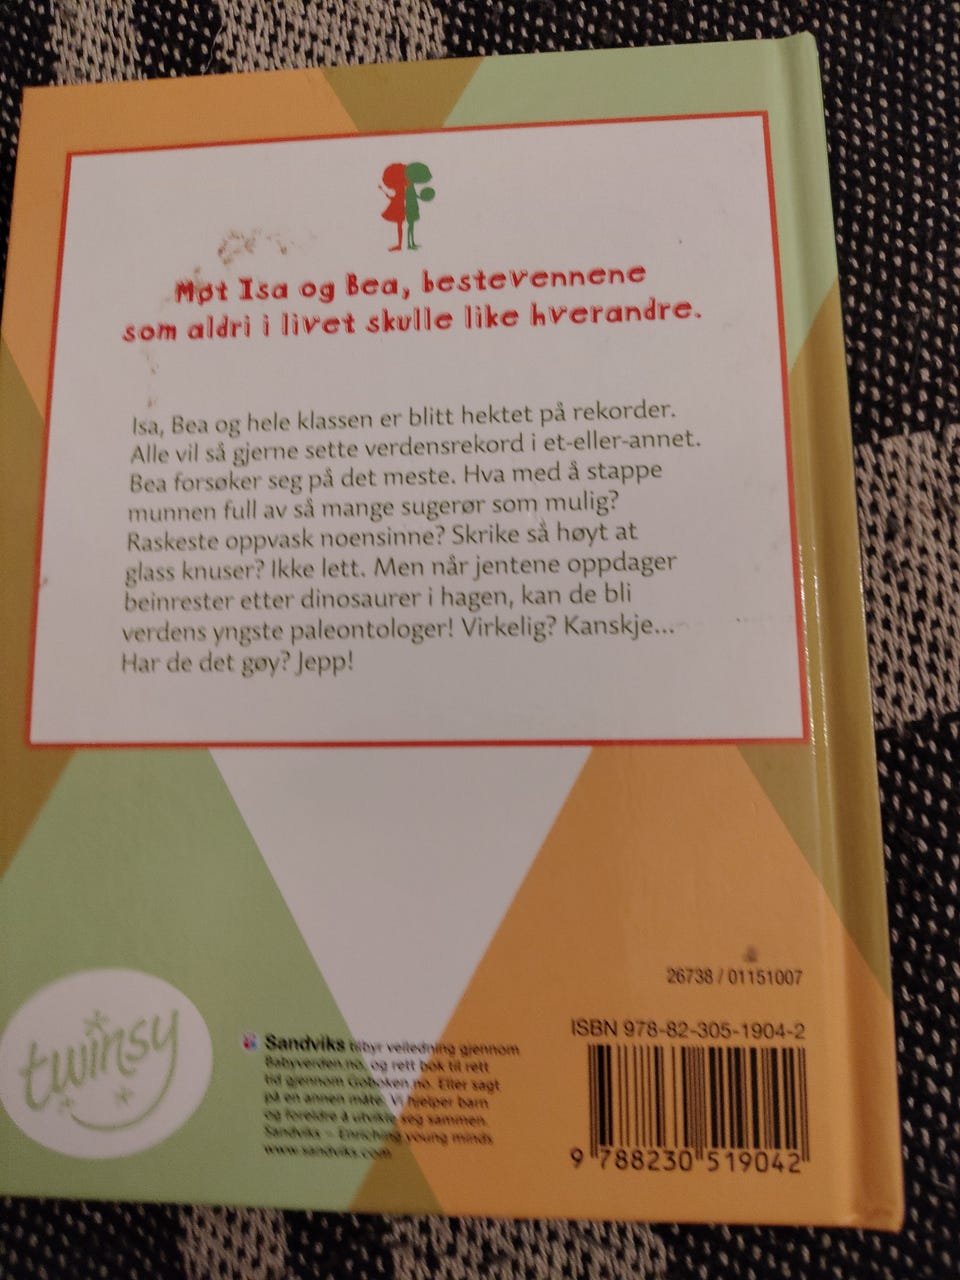 Møt Isa og Bea, bestevennene
som aldri i livet skulle like hverandre.
Isa, Bea og hele klassen er blitt hektet på rekorder.
Alle vil så gjerne sette verdensrekord i et-eller-annet.
Bea forsøker seg på det meste. Hva med å stappe
munnen full av så mange sugerør som mulig?
Raskeste oppvask noensinne? Skrike så høyt at
glass knuser? Ikke lett. Men når jentene oppdager
beinrester etter dinosaurer i hagen, kan de bli
verdens yngste paleontologer! Virkelig? Kanskje...
Har de det gøy? Jepp!
26738 / 01151007
ISBN 978-82-305-1904-2
9 788230 519042
twinsy
Sandviks tilbyr veiledning gjennom
Babyverden.no, og rett bok til rett
tid gjennom Goboken.no. Eller sagt
på en annen måte: Vi hjelper barn
og foreldre å utvikle seg sammen.
Sandviks – Enriching young minds
www.sandviks.com